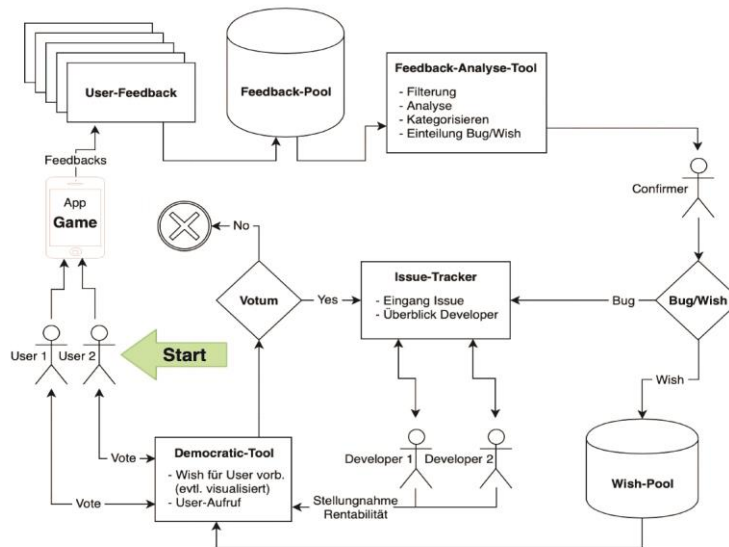 User-Feedback
Feedback-Pool
Feedback-Analyse-Tool
- Filterung
- Analyse
- Kategorisieren
- Einteilung Bug/Wish
Feedbacks
App
Game
Confirmer
No
Votum
Yes
Issue-Tracker
- Eingang Issue
- Überblick Developer
Bug
Bug/Wish
User 1
User 2
Start
Wish
Vote
Democratic-Tool
- Wish für User vorb.
(evtl. visualisiert)
- User-Aufruf
Vote
Developer 1
Developer 2
Stellungnahme
Rentabilität
Wish-Pool